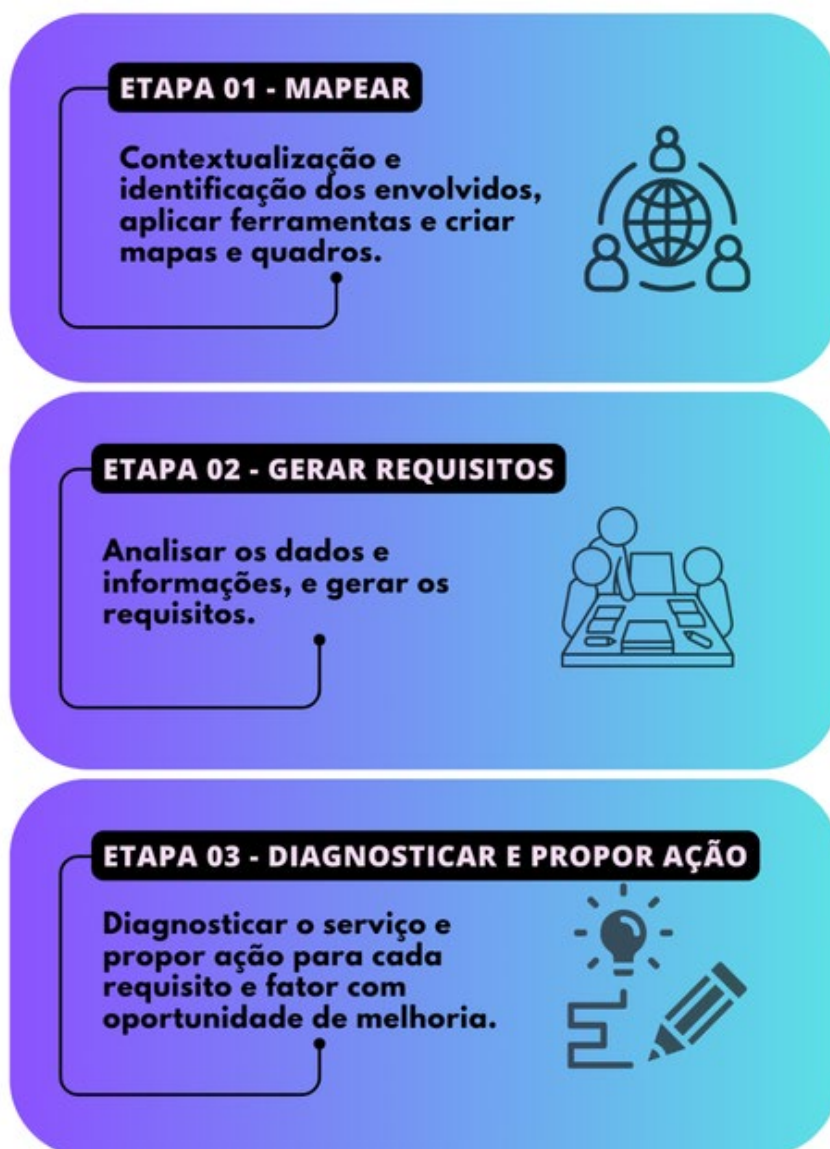 ETAPA 01 - MAPEAR
Contextualização e
identificação dos envolvidos,
aplicar ferramentas e criar
mapas e quadros.
ETAPA 02 - GERAR REQUISITOS
Analisar os dados e
informações, e gerar os
requisitos.
ETAPA 03 - DIAGNOSTICAR E PROPOR AÇÃO
Diagnosticar o serviço e
propor ação para cada
requisito e fator com
oportunidade de melhoria.